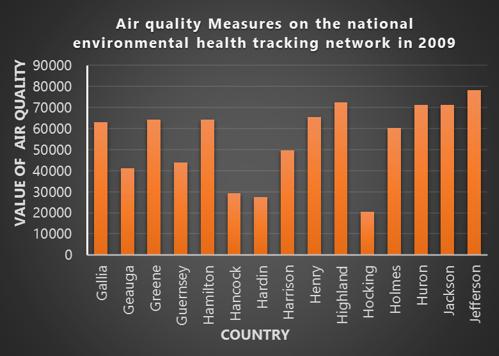 Air quality Measures on the national
environmental health tracking network in 2009
VALUE OF  AIR QUALITY
90000
80000
70000
60000
50000
40000
30000
20000
10000
0
Gallia
Geauga
Greene
Guernsey
Hamilton
Hancock
Hardin
Harrison
Henry
Highland
Hocking
Holmes
Huron
Jackson
Jefferson
COUNTRY